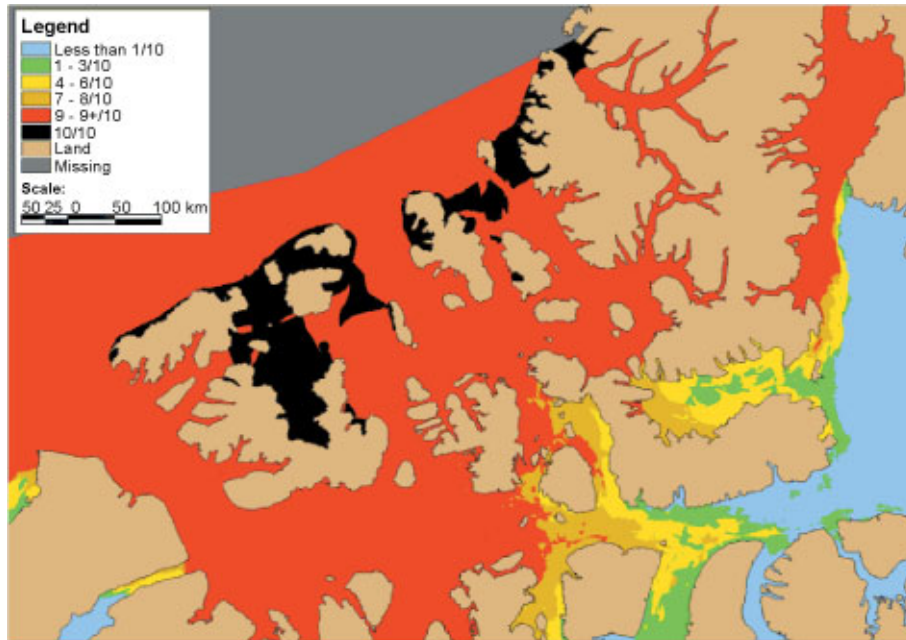 Legend
Less than 1/10
1 - 3/10
4 - 6/10
7 - 8/10
9 - 9+/10
10/10
Land
Missing
Scale:
50 25 0 50 100 km